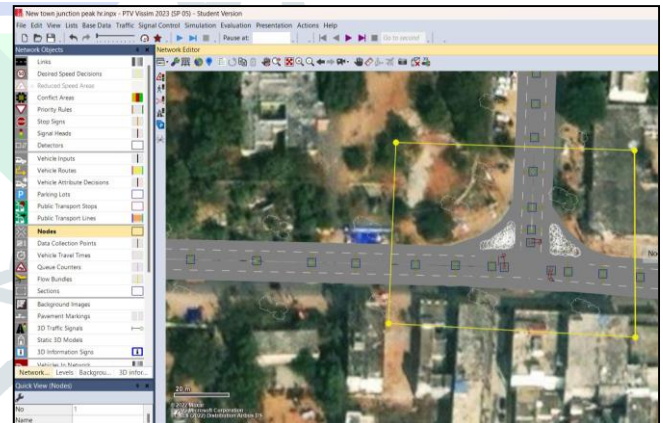 New town junction peak hr.inpx - PTV Vissim 2023 (SP 05) - Student Version
File Edit View Lists Base Data Traffic Signal Control Simulation Evaluation Presentation Actions Help
Pause at: Go to second
Network Objects
Network Editor
Links
Desired Speed Decisions
Reduced Speed Areas
Conflict Areas
Priority Rules
Stop Signs
Signal Heads
Detectors
Vehicle Inputs
Vehicle Routes
Vehicle Attribute Decisions
Parking Lots
Public Transport Stops
Public Transport Lines
Nodes
Data Collection Points
Vehicle Travel Times
Queue Counters
Flow Bundles
Sections
Background Images
Pavement Markings
3D Traffic Signals
Static 3D Models
3D Information Signs
Vehicles In Network
Network... Levels Backgrou... 3D infor...
Quick View (Nodes)
No 1
Name
No
20 m
Microsoft Corporation